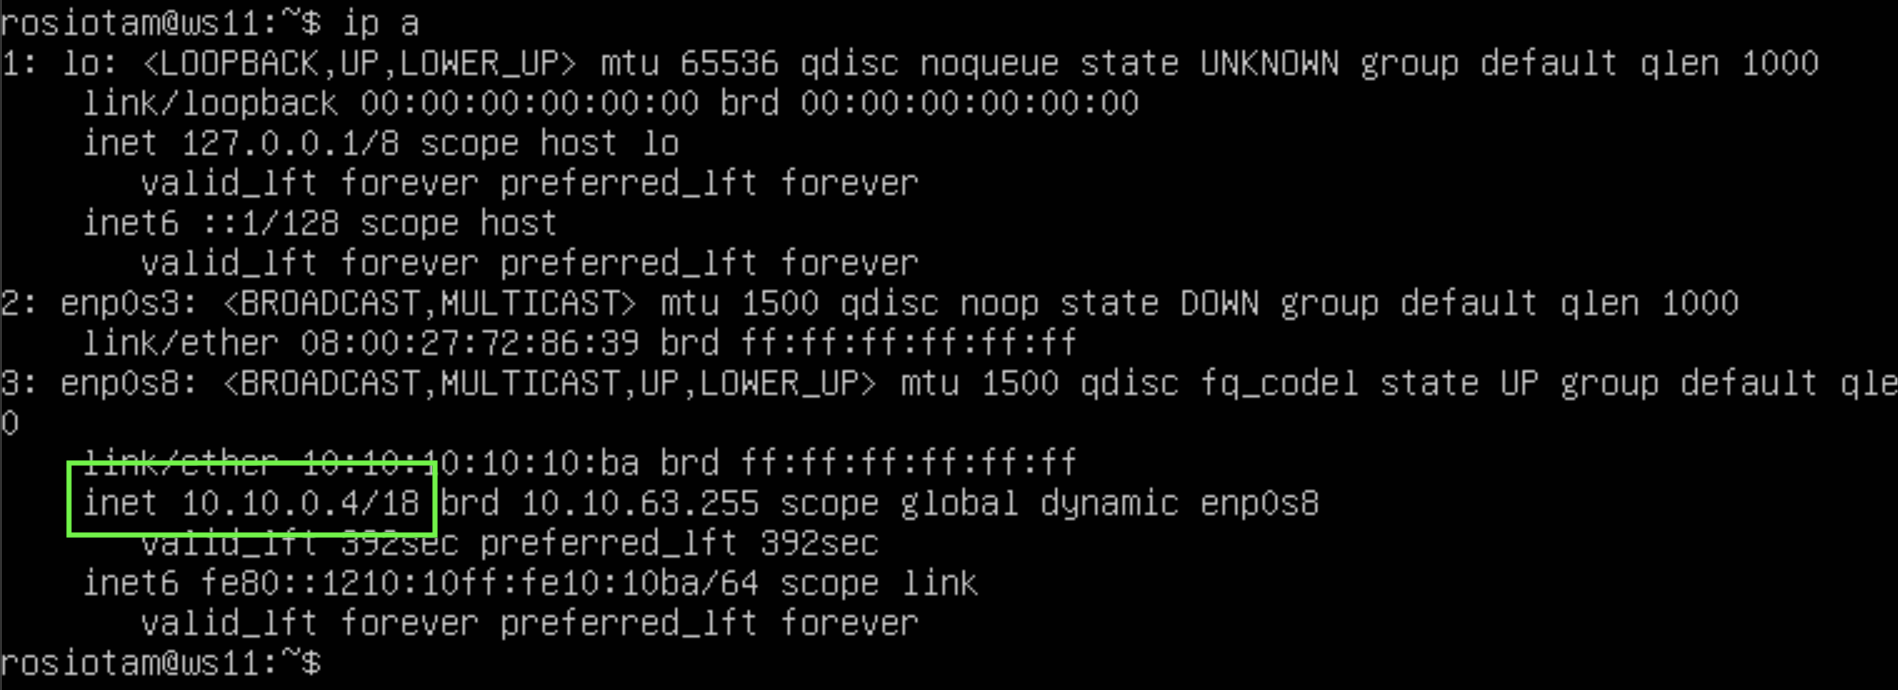 rosiotam@ws11:~$ ip a
1: lo: <LOOPBACK,UP,LOWER_UP> mtu 65536 qdisc noqueue state UNKNOWN group default qlen 1000
link/loopback 00:00:00:00:00:00 brd 00:00:00:00:00:00
inet 127.0.0.1/8 scope host lo
valid_lft forever preferred_lft forever
inet6 ::1/128 scope host
valid_lft forever preferred_lft forever
2: enp0s3: <BROADCAST,MULTICAST> mtu 1500 qdisc noop state DOWN group default qlen 1000
link/ether 08:00:27:72:86:39 brd ff:ff:ff:ff:ff:ff
3: enp0s8: <BROADCAST,MULTICAST,UP,LOWER_UP> mtu 1500 qdisc fq_codel state UP group default qle
0
link/ether 10:10:10:10:10:ba brd ff:ff:ff:ff:ff:ff
inet 10.10.0.4/18 brd 10.10.63.255 scope global dynamic enp0s8
valid_lft 392sec preferred_lft 392sec
inet6 fe80::1210:10ff:fe10:10ba/64 scope link
valid_lft forever preferred_lft forever
rosiotam@ws11:~$